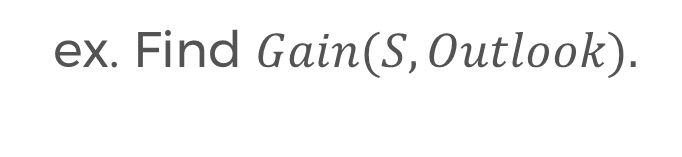 ex. Find Gain(S, Outlook).